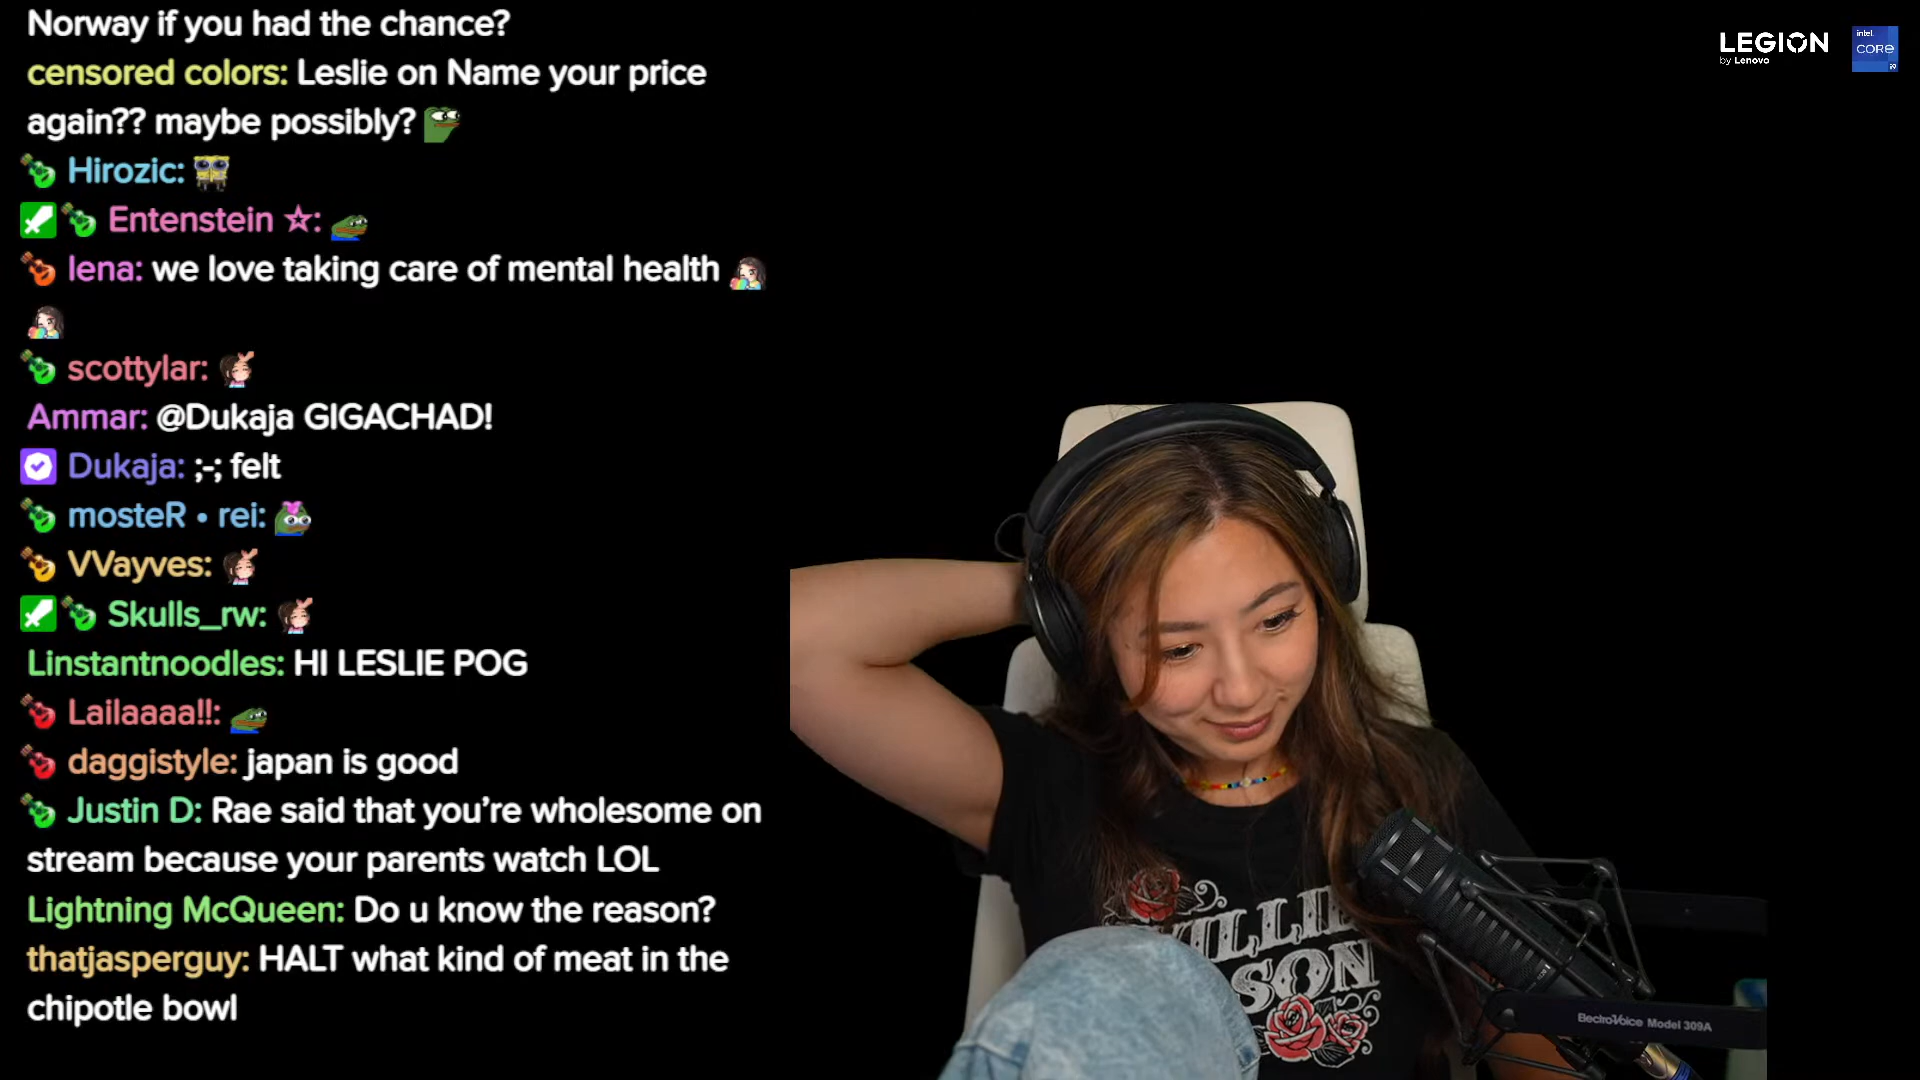 Norway if you had the chance?
censored colors: Leslie on Name your price
again?? maybe possibly?
Hirozic:
Entenstein ☆:
lena: we love taking care of mental health
scottylar:
Ammar: @Dukaja GIGACHAD!
Dukaja: ;-; felt
mosteR • rei:
VVayves:
Skulls_rw:
Linstantnoodles: HI LESLIE POG
Lailaaaa!!:
daggistyle: japan is good
Justin D: Rae said that you’re wholesome on
stream because your parents watch LOL
Lightning McQueen: Do u know the reason?
thatjasperguy: HALT what kind of meat in the
chipotle bowl
LEGION
by Lenovo
intel.
CORE
i9
SON
ElectroVoice Model 309A